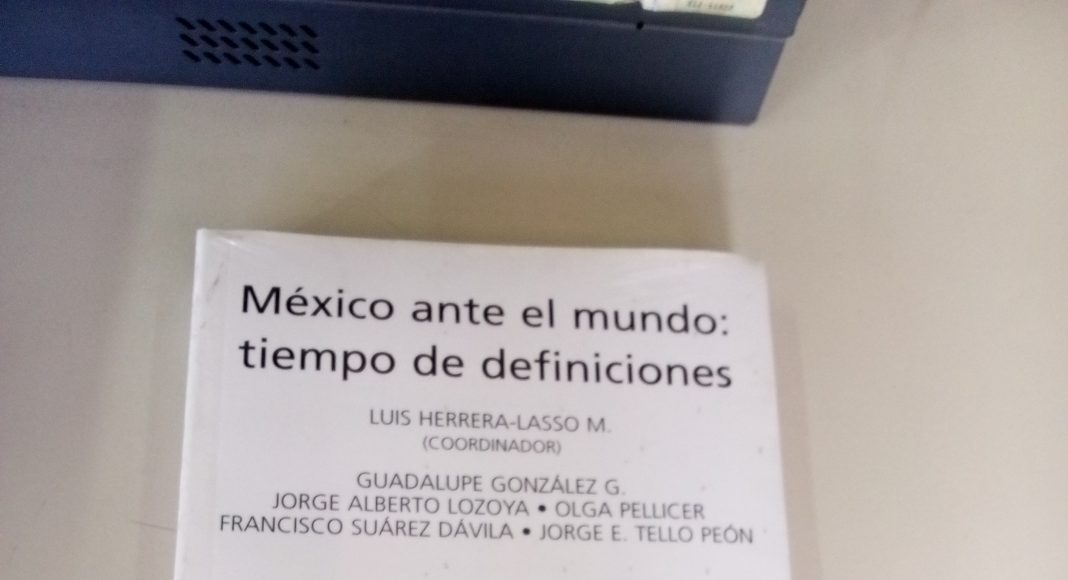 México ante el mundo:
tiempo de definiciones
LUIS HERRERA-LASSO M.
(COORDINADOR)
GUADALUPE GONZÁLEZ G.
JORGE ALBERTO LOZOYA • OLGA PELLICER
FRANCISCO SUÁREZ DÁVILA • JORGE E. TELLO PEÓN